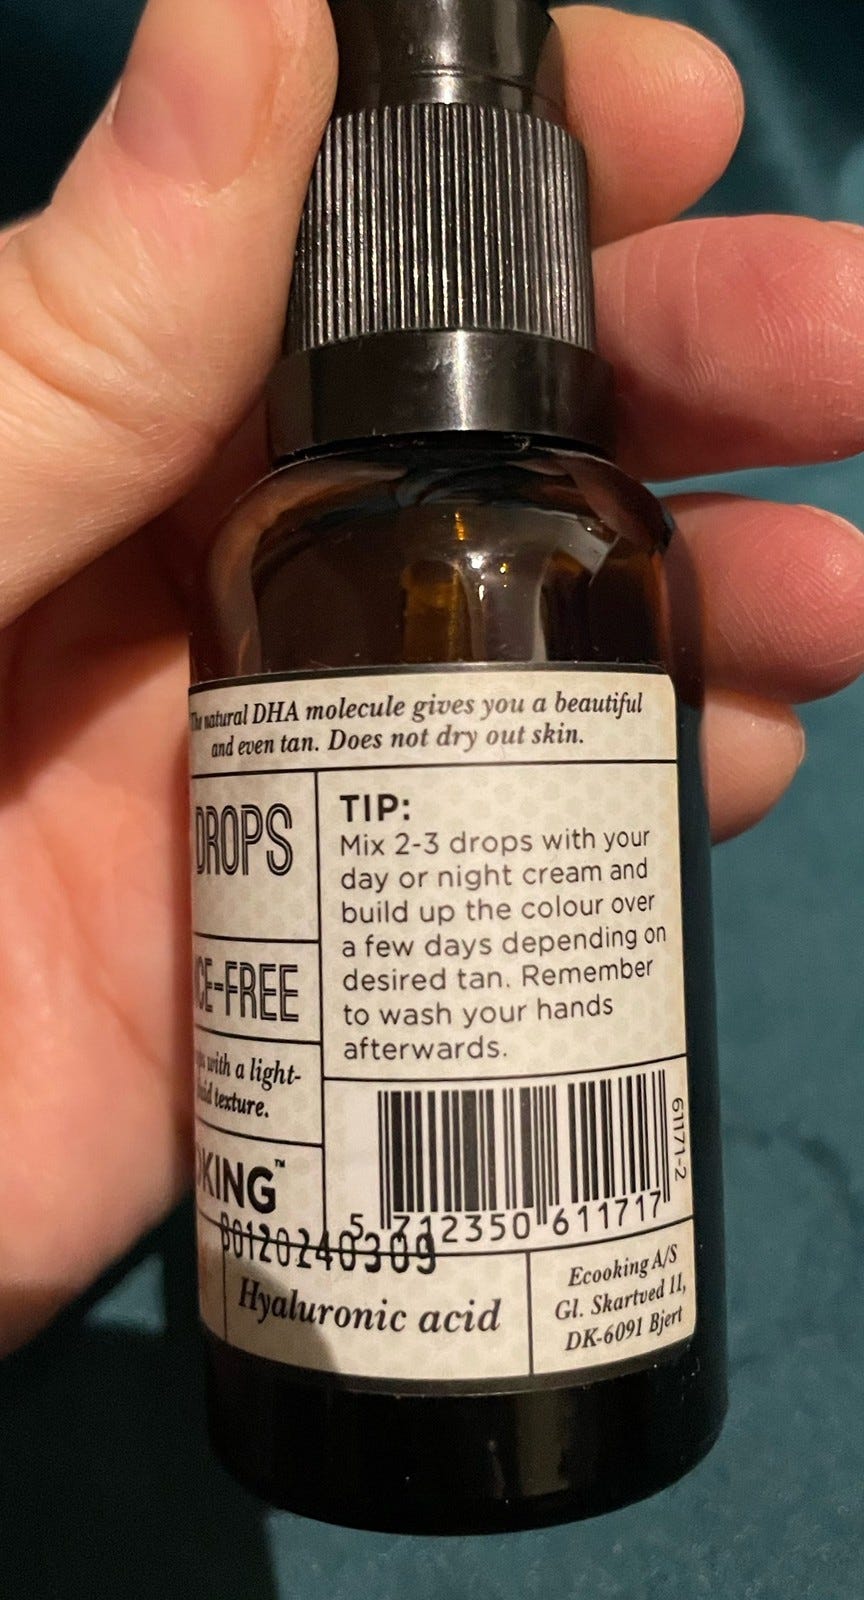 The natural DHA molecule gives you a beautiful
and even tan. Does not dry out skin.
DROPS
CE-FREE
with a light-
texture.
OKING™
TIP:
Mix 2-3 drops with your
day or night cream and
build up the colour over
a few days depending on
desired tan. Remember
to wash your hands
afterwards.
61171-2
5 712350 611717
B0120240309
Hyaluronic acid
Ecooking A/S
Gl. Skartved 11,
DK-6091 Bjert